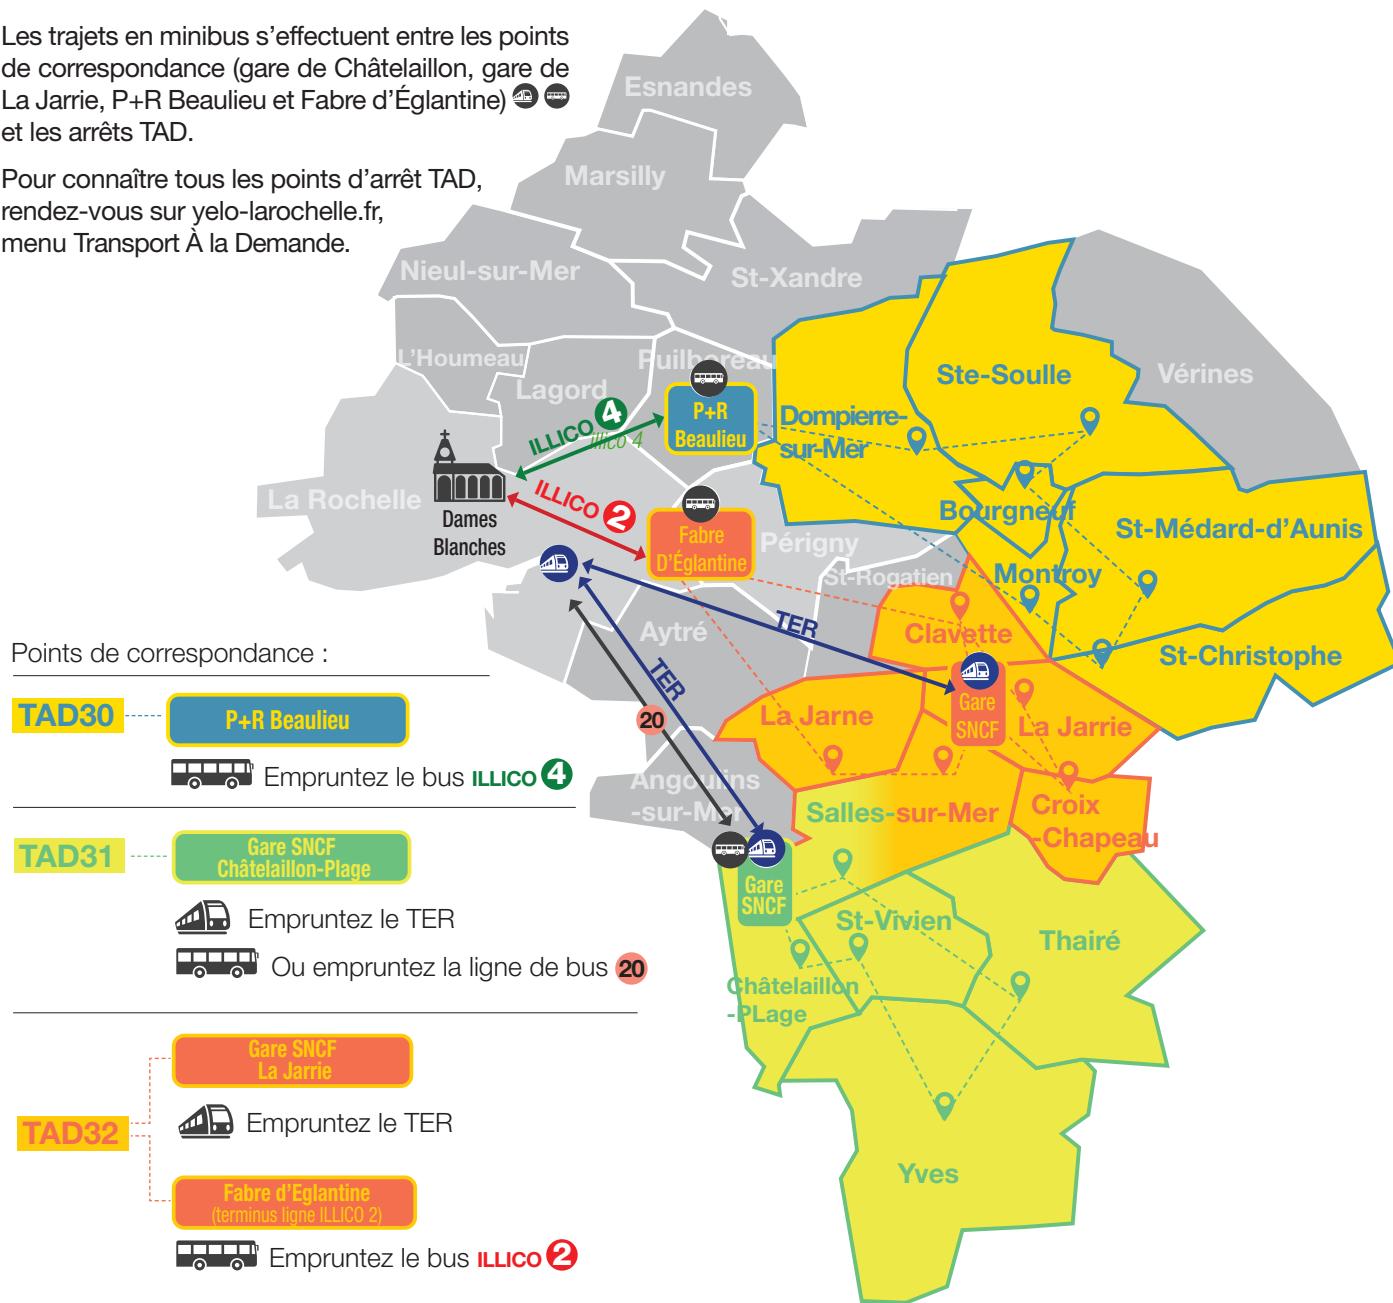 Les trajets en minibus s’effectuent entre les points
de correspondance (gare de Châtelaillon, gare de
La Jarrie, P+R Beaulieu et Fabre d’Églantine)
et les arrêts TAD.
Pour connaître tous les points d’arrêt TAD,
rendez-vous sur yelo-larochelle.fr,
menu Transport À la Demande.
Esnandes
Marsilly
Nieul-sur-Mer
St-Xandre
L’Houmeau
Lagord
Puilboreau
Vérines
Ste-Soulle
Dompierre-
sur-Mer
P+R
Beaulieu
ILLICO 4
illico 4
La Rochelle
Dames
Blanches
ILLICO 2
Fabre
D’Églantine
Périgny
St-Rogatien
Bourgneuf
St-Médard-d’Aunis
Montroy
St-Christophe
Clavette
Aytré
TER
TER
20
La Jarne
Gare
SNCF
La Jarrie
Angoulins
-sur-Mer
Salles-sur-Mer
Croix
-Chapeau
Gare
SNCF
St-Vivien
Thairé
Châtelaillon
-PLage
Yves
Points de correspondance :
TAD30
P+R Beaulieu
Empruntez le bus ILLICO 4
TAD31
Gare SNCF
Châtelaillon-Plage
Empruntez le TER
Ou empruntez la ligne de bus 20
TAD32
Gare SNCF
La Jarrie
Empruntez le TER
Fabre d’Eglantine
(terminus ligne ILLICO 2)
Empruntez le bus ILLICO 2